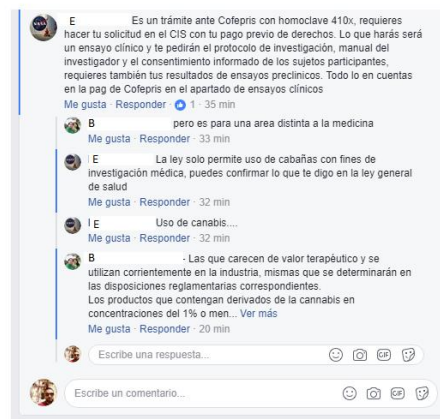 E Es un trámite ante Cofepris con homoclave 410x, requieres
hacer tu solicitud en el CIS con tu pago previo de derechos. Lo que harás será
un ensayo clínico y te pedirán el protocolo de investigación, manual del
investigador y el consentimiento informado de los sujetos participantes,
requieres también tus resultados de ensayos preclinicos. Todo lo en cuentas
en la pag de Cofepris en el apartado de ensayos clínicos
Me gusta · Responder · 1 · 35 min
B pero es para una area distinta a la medicina
Me gusta · Responder · 33 min
E La ley solo permite uso de cabañas con fines de
investigación médica, puedes confirmar lo que te digo en la ley general
de salud
Me gusta · Responder · 32 min
E Uso de canabis....
Me gusta · Responder · 32 min
B - Las que carecen de valor terapéutico y se
utilizan corrientemente en la industria, mismas que se determinarán en
las disposiciones reglamentarias correspondientes.
Los productos que contengan derivados de la cannabis en
concentraciones del 1% o men... Ver más
Me gusta · Responder · 20 min
Escribe una respuesta...
GIF
Escribe un comentario...
GIF